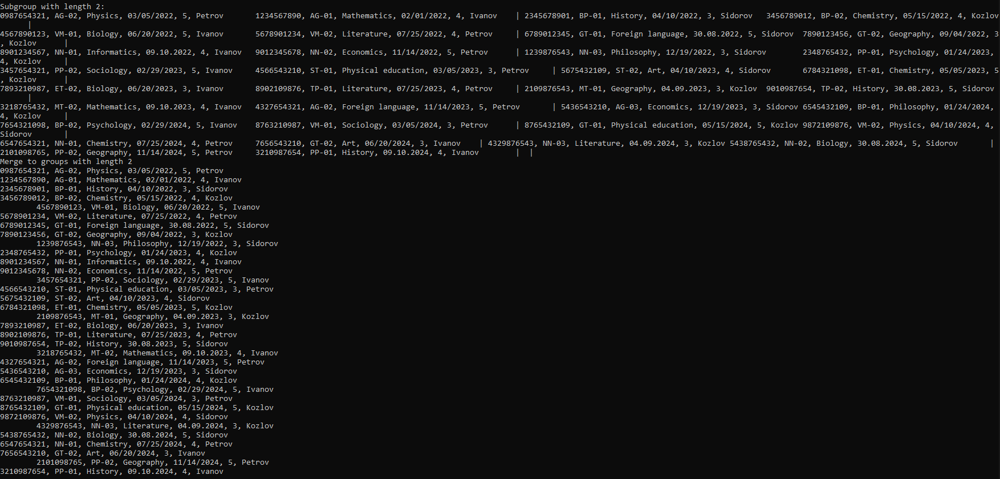 Subgroup with length 2:
0987654321, AG-02, Physics, 03/05/2022, 5, Petrov 1234567890, AG-01, Mathematics, 02/01/2022, 4, Ivanov | 2345678901, BP-01, History, 04/10/2022, 3, Sidorov 3456789012, BP-02, Chemistry, 05/15/2022, 4, Kozlov
|
4567890123, VM-01, Biology, 06/20/2022, 5, Ivanov 5678901234, VM-02, Literature, 07/25/2022, 4, Petrov | 6789012345, GT-01, Foreign language, 30.08.2022, 5, Sidorov 7890123456, GT-02, Geography, 09/04/2022, 3
, Kozlov |
8901234567, NN-01, Informatics, 09.10.2022, 4, Ivanov 9012345678, NN-02, Economics, 11/14/2022, 5, Petrov | 1239876543, NN-03, Philosophy, 12/19/2022, 3, Sidorov 2348765432, PP-01, Psychology, 01/24/2023,
4, Kozlov |
3457654321, PP-02, Sociology, 02/29/2023, 5, Ivanov 4566543210, ST-01, Physical education, 03/05/2023, 3, Petrov | 5675432109, ST-02, Art, 04/10/2023, 4, Sidorov 6784321098, ET-01, Chemistry, 05/05/2023, 5
, Kozlov |
7893210987, ET-02, Biology, 06/20/2023, 3, Ivanov 8902109876, TP-01, Literature, 07/25/2023, 4, Petrov | 2109876543, MT-01, Geography, 04.09.2023, 3, Kozlov 9010987654, TP-02, History, 30.08.2023, 5, Sidorov
|
3218765432, MT-02, Mathematics, 09.10.2023, 4, Ivanov 4327654321, AG-02, Foreign language, 11/14/2023, 5, Petrov | 5436543210, AG-03, Economics, 12/19/2023, 3, Sidorov 6545432109, BP-01, Philosophy, 01/24/2024,
4, Kozlov |
7654321098, BP-02, Psychology, 02/29/2024, 5, Ivanov 8763210987, VM-01, Sociology, 03/05/2024, 3, Petrov | 8765432109, GT-01, Physical education, 05/15/2024, 5, Kozlov 9872109876, VM-02, Physics, 04/10/2024, 4,
Sidorov |
6547654321, NN-01, Chemistry, 07/25/2024, 4, Petrov 7656543210, GT-02, Art, 06/20/2024, 3, Ivanov | 4329876543, NN-03, Literature, 04.09.2024, 3, Kozlov 5438765432, NN-02, Biology, 30.08.2024, 5, Sidorov |
2101098765, PP-02, Geography, 11/14/2024, 5, Petrov 3210987654, PP-01, History, 09.10.2024, 4, Ivanov | |
Merge to groups with length 2
0987654321, AG-02, Physics, 03/05/2022, 5, Petrov
1234567890, AG-01, Mathematics, 02/01/2022, 4, Ivanov
2345678901, BP-01, History, 04/10/2022, 3, Sidorov
3456789012, BP-02, Chemistry, 05/15/2022, 4, Kozlov
4567890123, VM-01, Biology, 06/20/2022, 5, Ivanov
5678901234, VM-02, Literature, 07/25/2022, 4, Petrov
6789012345, GT-01, Foreign language, 30.08.2022, 5, Sidorov
7890123456, GT-02, Geography, 09/04/2022, 3, Kozlov
1239876543, NN-03, Philosophy, 12/19/2022, 3, Sidorov
2348765432, PP-01, Psychology, 01/24/2023, 4, Kozlov
8901234567, NN-01, Informatics, 09.10.2022, 4, Ivanov
9012345678, NN-02, Economics, 11/14/2022, 5, Petrov
3457654321, PP-02, Sociology, 02/29/2023, 5, Ivanov
4566543210, ST-01, Physical education, 03/05/2023, 3, Petrov
5675432109, ST-02, Art, 04/10/2023, 4, Sidorov
6784321098, ET-01, Chemistry, 05/05/2023, 5, Kozlov
2109876543, MT-01, Geography, 04.09.2023, 3, Kozlov
7893210987, ET-02, Biology, 06/20/2023, 3, Ivanov
8902109876, TP-01, Literature, 07/25/2023, 4, Petrov
9010987654, TP-02, History, 30.08.2023, 5, Sidorov
3218765432, MT-02, Mathematics, 09.10.2023, 4, Ivanov
4327654321, AG-02, Foreign language, 11/14/2023, 5, Petrov
5436543210, AG-03, Economics, 12/19/2023, 3, Sidorov
6545432109, BP-01, Philosophy, 01/24/2024, 4, Kozlov
7654321098, BP-02, Psychology, 02/29/2024, 5, Ivanov
8763210987, VM-01, Sociology, 03/05/2024, 3, Petrov
8765432109, GT-01, Physical education, 05/15/2024, 5, Kozlov
9872109876, VM-02, Physics, 04/10/2024, 4, Sidorov
4329876543, NN-03, Literature, 04.09.2024, 3, Kozlov
5438765432, NN-02, Biology, 30.08.2024, 5, Sidorov
6547654321, NN-01, Chemistry, 07/25/2024, 4, Petrov
7656543210, GT-02, Art, 06/20/2024, 3, Ivanov
2101098765, PP-02, Geography, 11/14/2024, 5, Petrov
3210987654, PP-01, History, 09.10.2024, 4, Ivanov